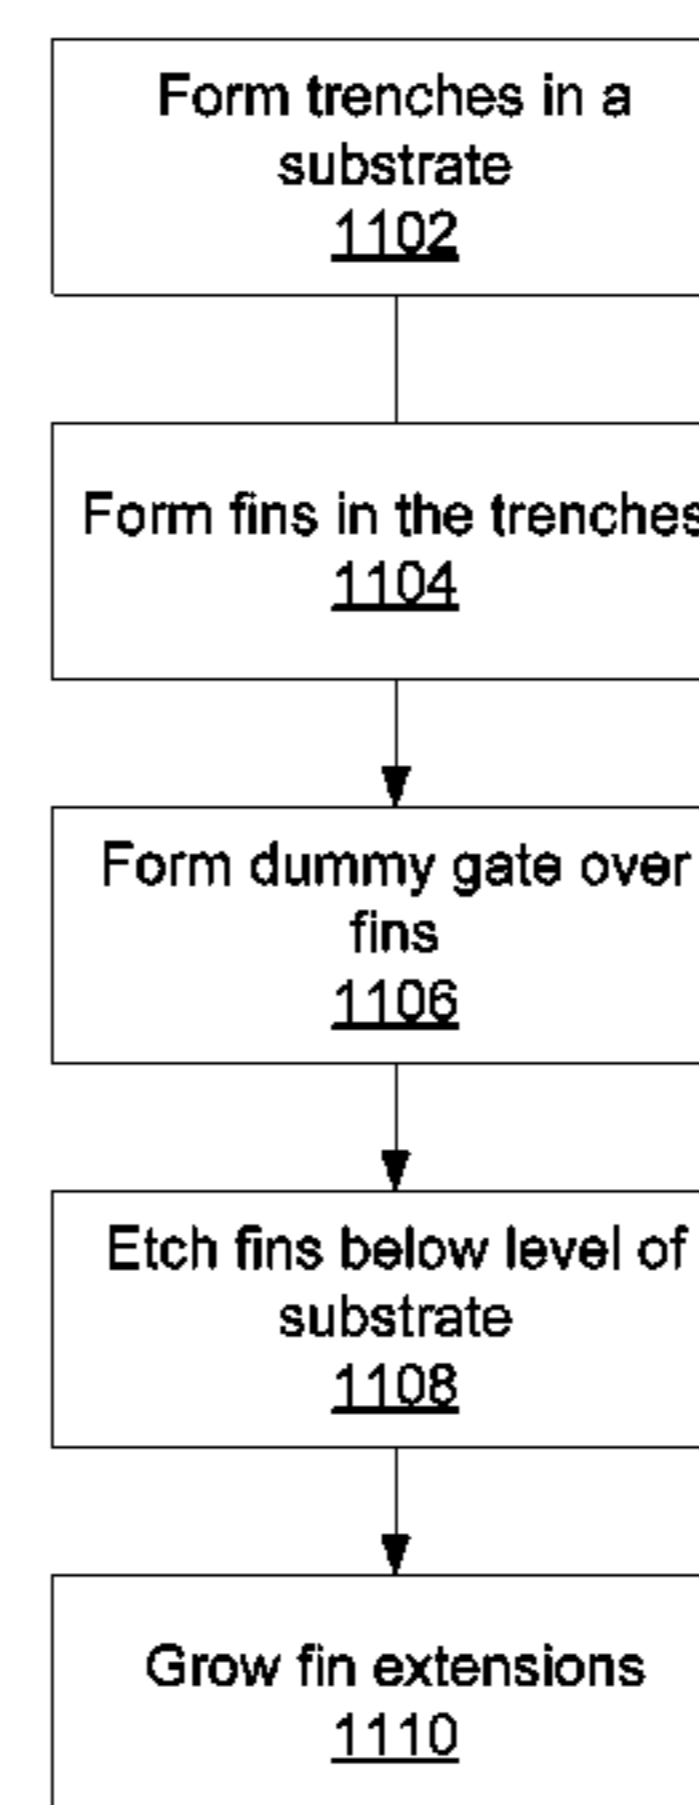 Form trenches in a
substrate
1102
Form fins in the trenches
1104
Form dummy gate over
fins
1106
Etch fins below level of
substrate
1108
Grow fin extensions
1110